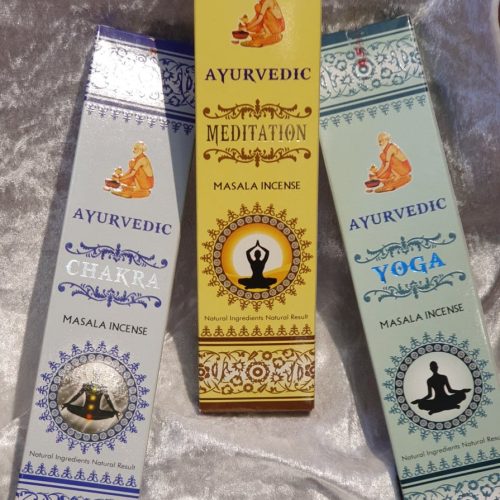 AYURVEDIC
CHAKRA
MASALA INCENSE
Natural Ingredients Natural Result
AYURVEDIC
MEDITATION
MASALA INCENSE
Natural Ingredients Natural Result
AYURVEDIC
YOGA
MASALA INCENSE
Natural Ingredients Natural Result